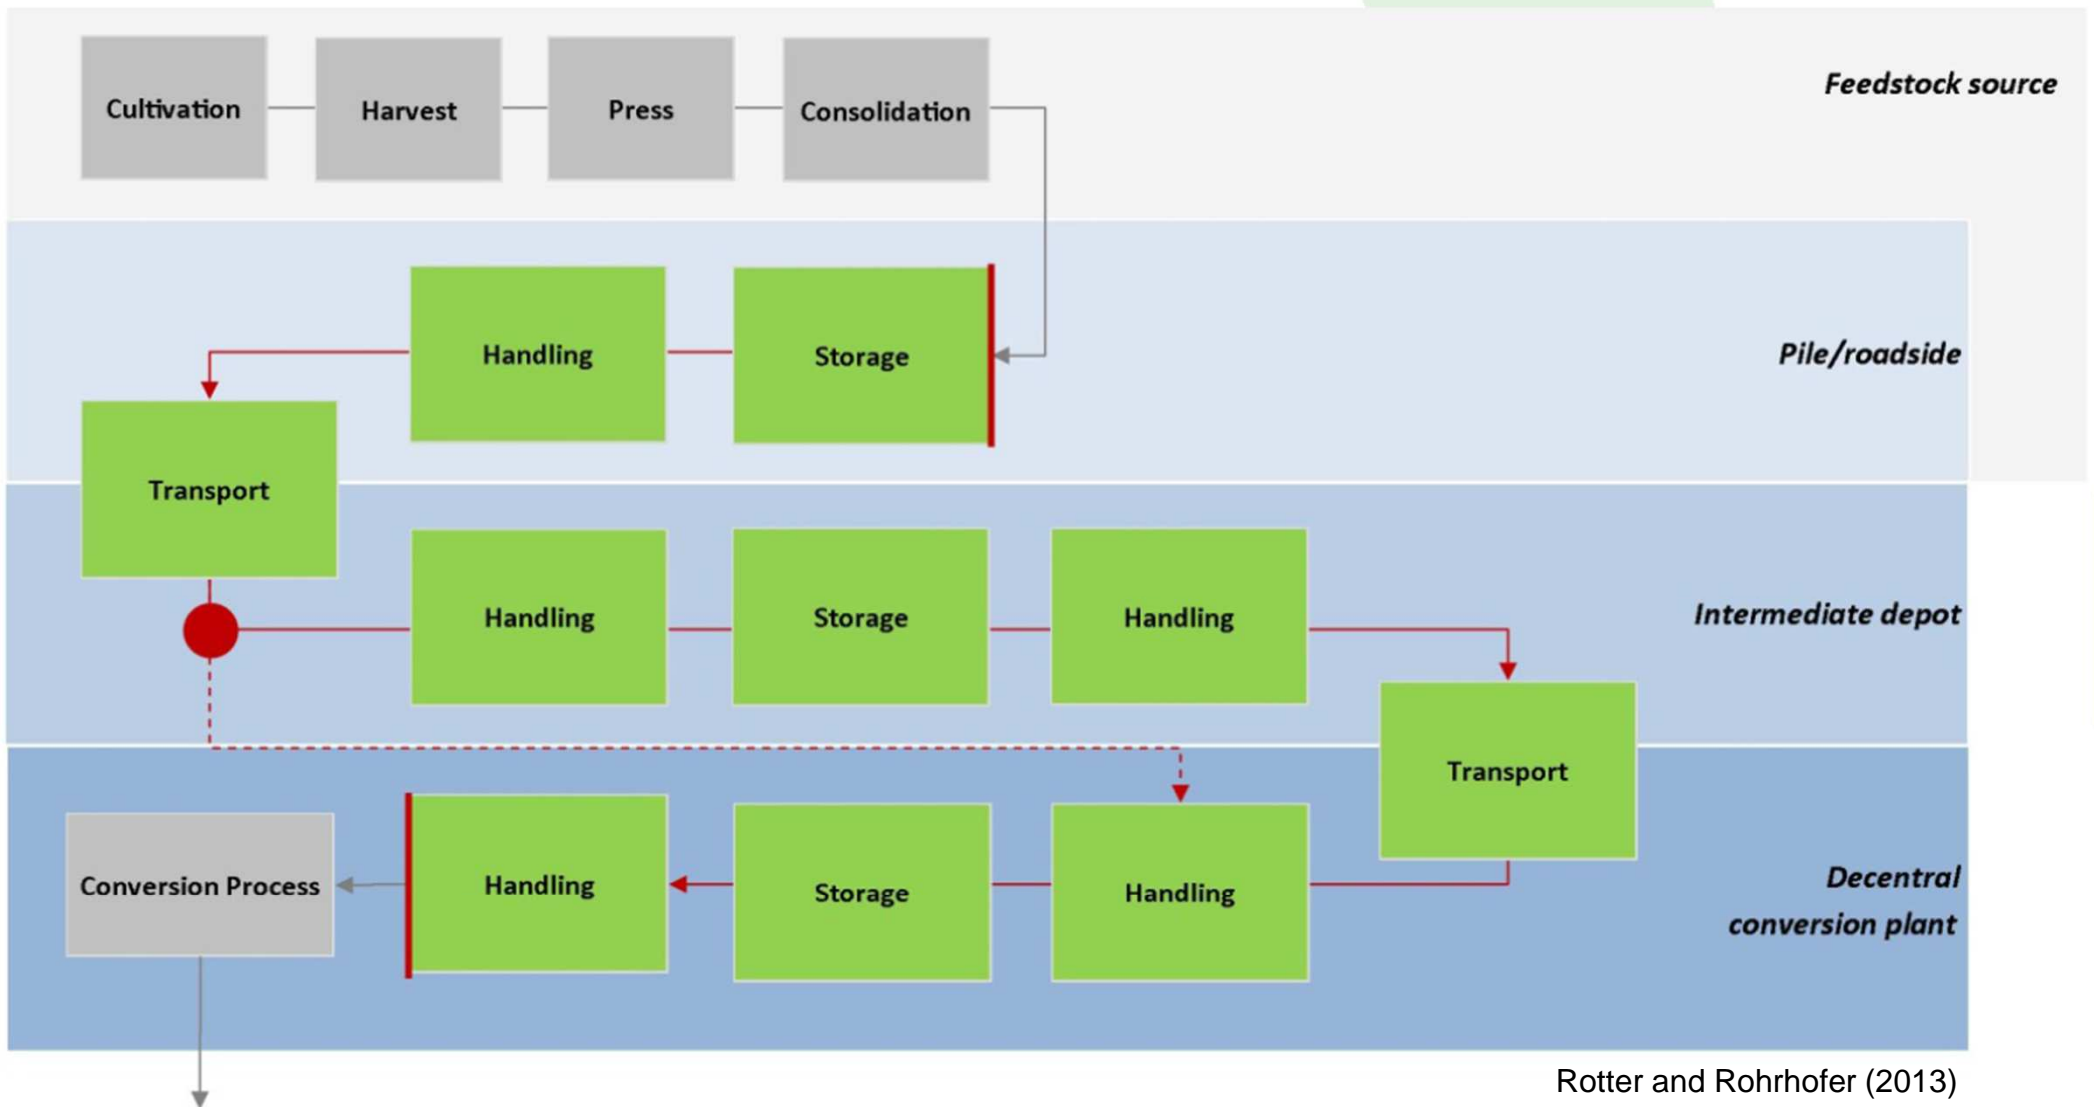 Cultivation
Harvest
Press
Consolidation
Feedstock source
Handling
Storage
Pile/roadside
Transport
Handling
Storage
Handling
Intermediate depot
Transport
Conversion Process
Handling
Storage
Handling
Decentral
conversion plant
Rotter and Rohrhofer (2013)